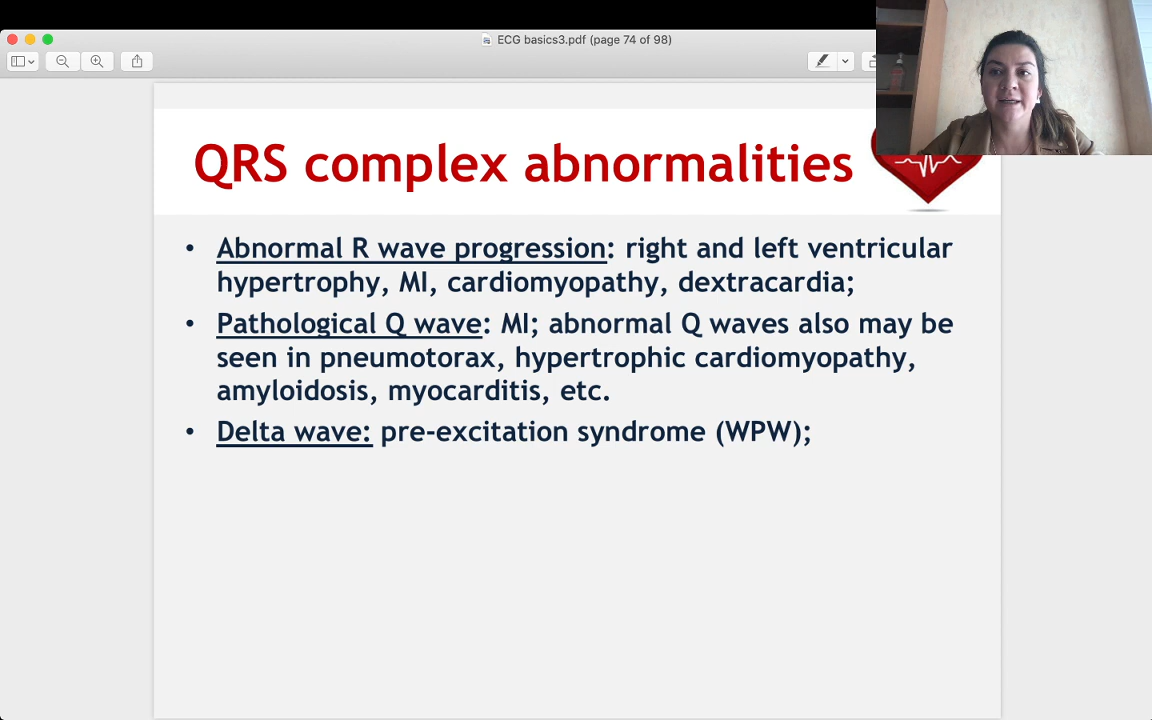 ECG basics3.pdf (page 74 of 98)
QRS complex abnormalities
• Abnormal R wave progression: right and left ventricular
hypertrophy, MI, cardiomyopathy, dextracardia;
• Pathological Q wave: MI; abnormal Q waves also may be
seen in pneumotorax, hypertrophic cardiomyopathy,
amyloidosis, myocarditis, etc.
• Delta wave: pre-excitation syndrome (WPW);